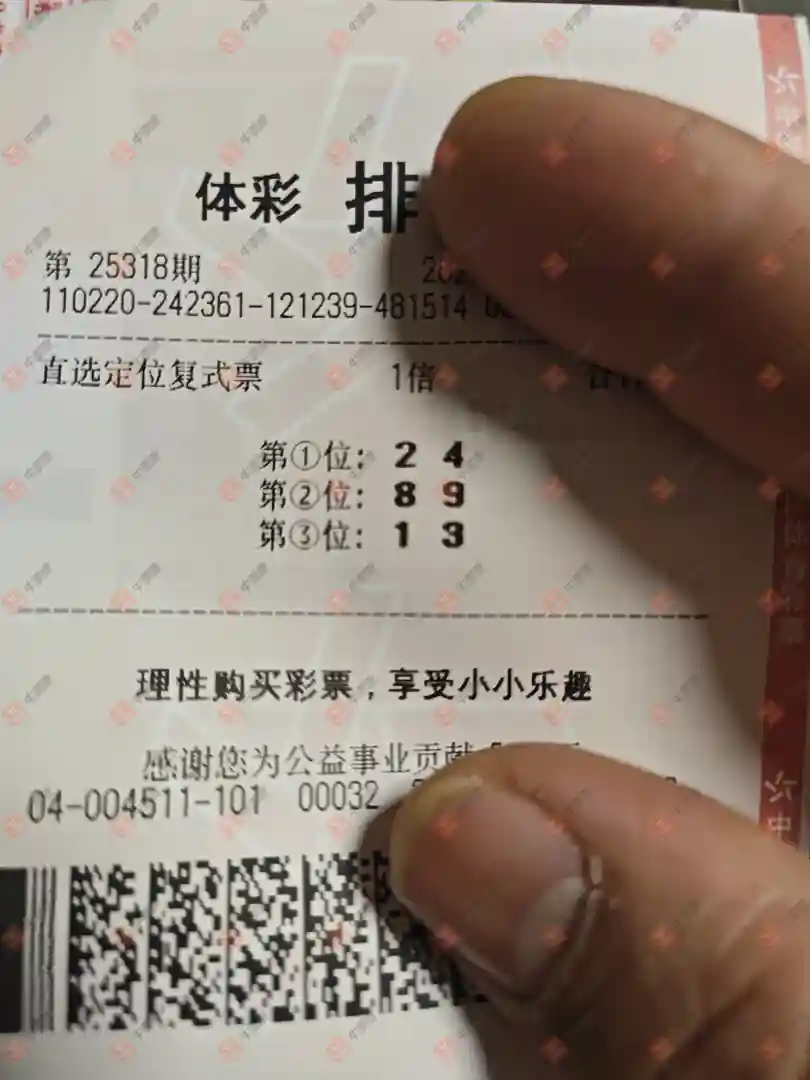 体彩 排
第 25318期
110220-242361-121239-481514
直选定位复式票 1倍
第①位: 2 4
第②位: 8 9
第③位: 1 3
理性购买彩票，享受小小乐趣
感谢您为公益事业贡献
04-004511-101 00032